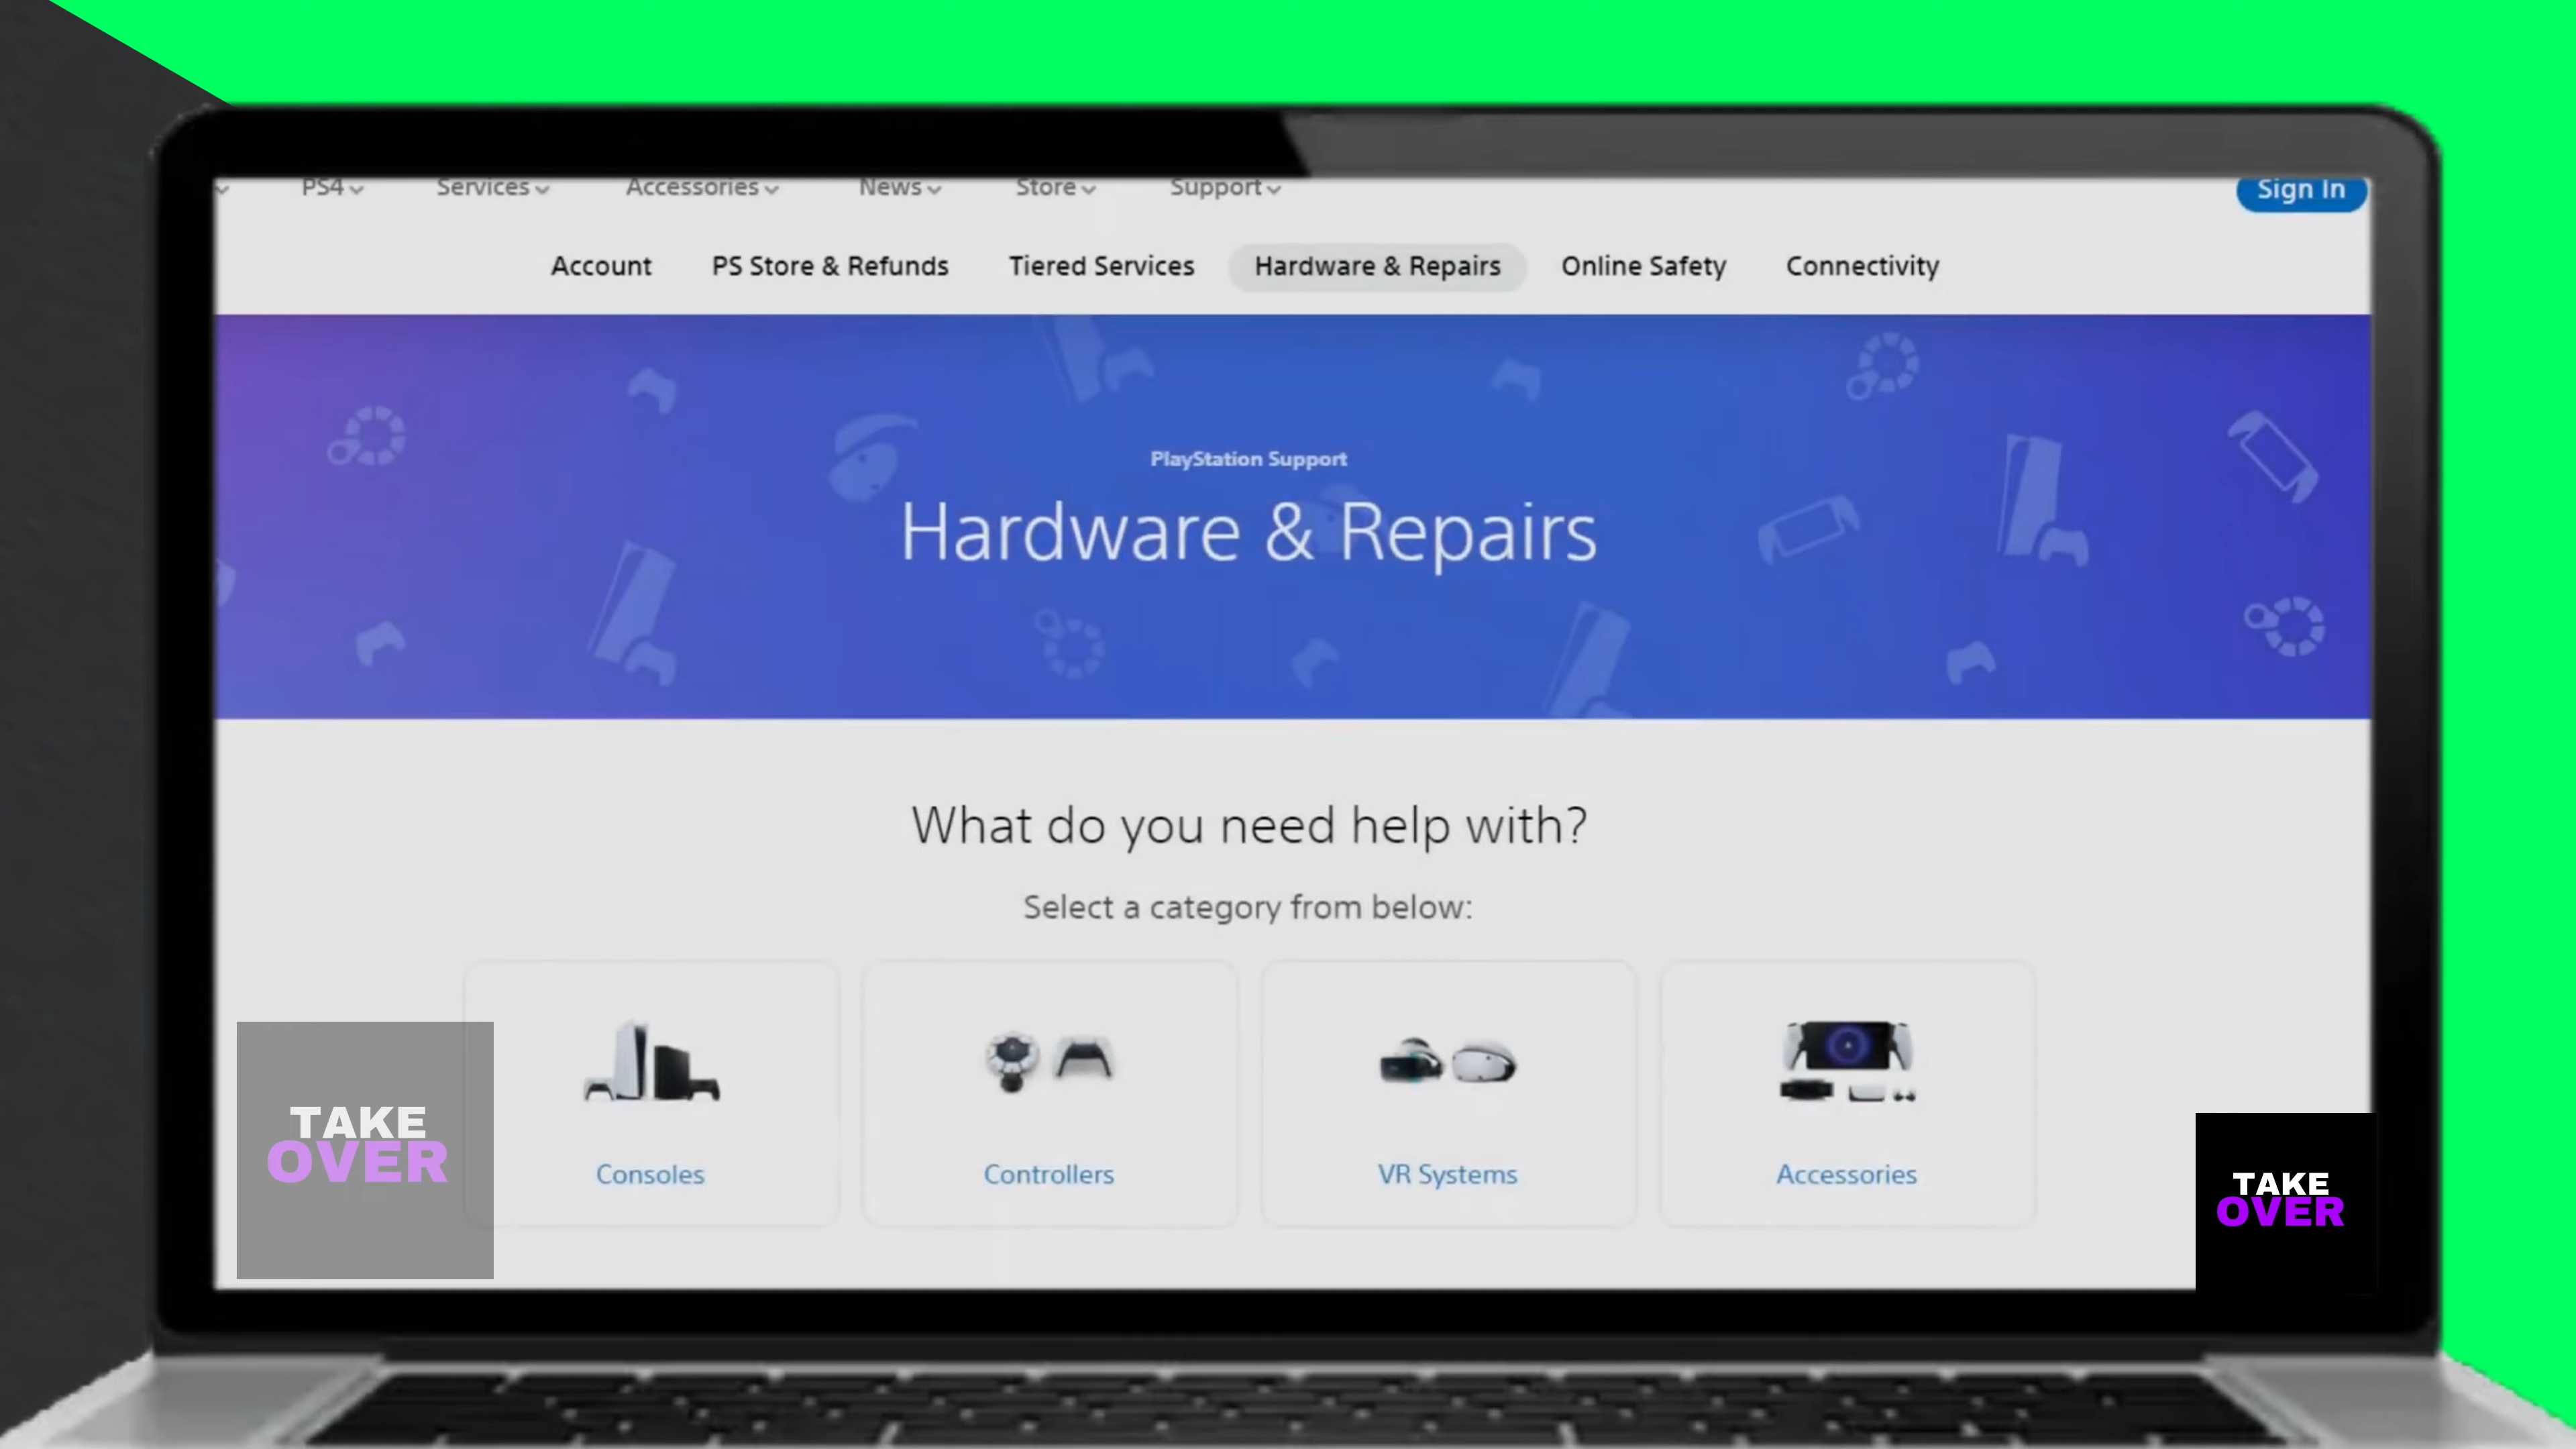 PS4 Services Accessories News Store Support Sign In
Account PS Store & Refunds Tiered Services Hardware & Repairs Online Safety Connectivity
PlayStation Support
Hardware & Repairs
What do you need help with?
Select a category from below:
Consoles Controllers VR Systems Accessories
TAKE
OVER
TAKE
OVER